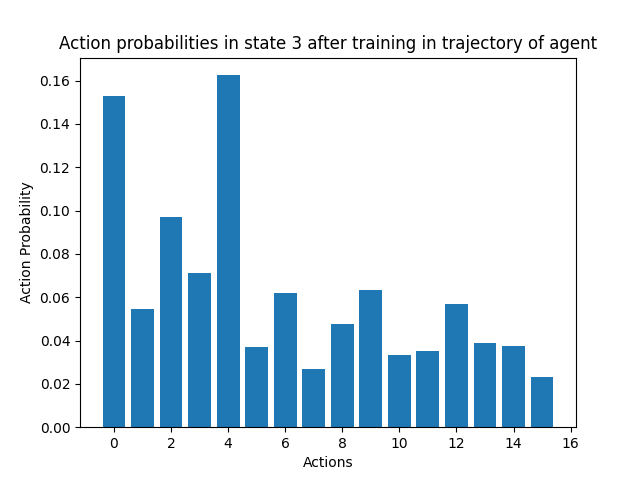 Action probabilities in state 3 after training in trajectory of agent
0.16
0.14
0.12
0.10
0.08
0.06
0.04
0.02
0.00
Action Probability
0 2 4 6 8 10 12 14 16
Actions